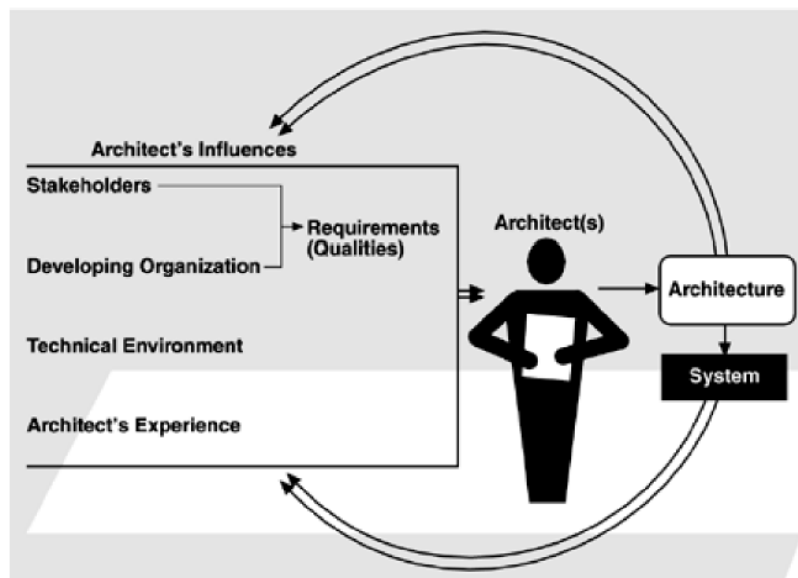 Architect's Influences
Stakeholders
Requirements
(Qualities)
Developing Organization
Technical Environment
Architect's Experience
Architect(s)
Architecture
System